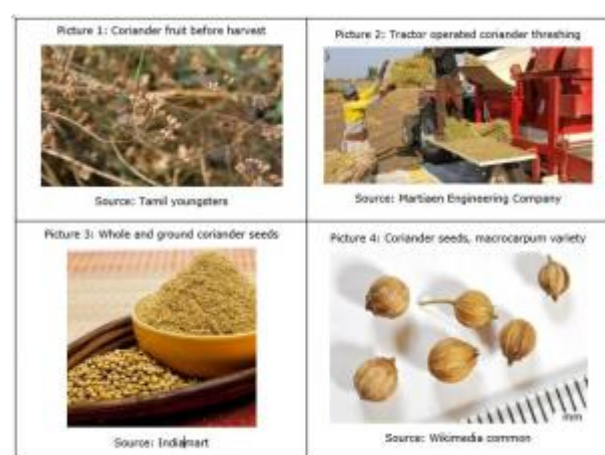 Picture 1: Coriander fruit before harvest
Source: Tamil youngsters
Picture 2: Tractor operated coriander threshing
Source: Martiaen Engineering Company
Picture 3: Whole and ground coriander seeds
Source: Indiamart
Picture 4: Coriander seeds, macrocarpum variety
mm
Source: Wikimedia common